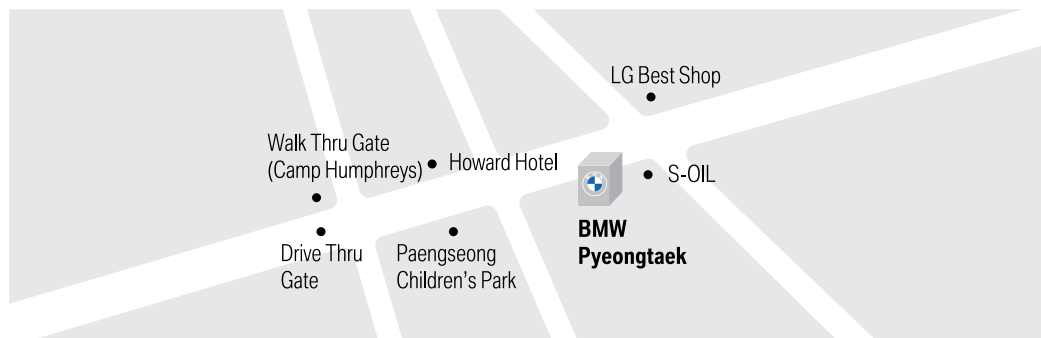 LG Best Shop
Walk Thru Gate
(Camp Humphreys)
Howard Hotel
S-OIL
BMW
Pyeongtaek
Drive Thru
Gate
Paengseong
Children’s Park